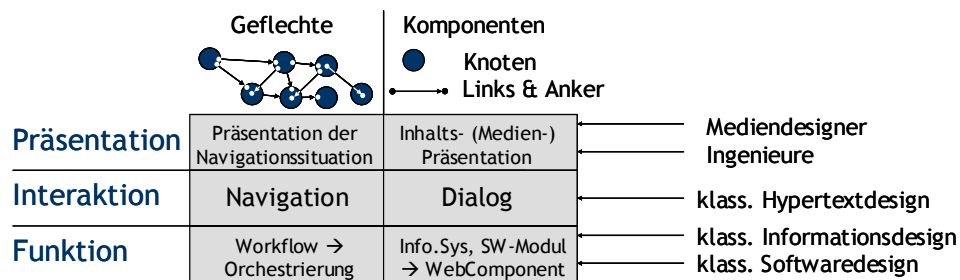 Geflechte
Komponenten
Knoten
Links & Anker
Präsentation
Präsentation der
Navigationssituation
Inhalts- (Medien-)
Präsentation
Mediendesigner
Ingenieure
Interaktion
Navigation
Dialog
klass. Hypertextdesign
Funktion
Workflow →
Orchestrierung
Info.Sys, SW-Modul
→ WebComponent
klass. Informationsdesign
klass. Softwaredesign